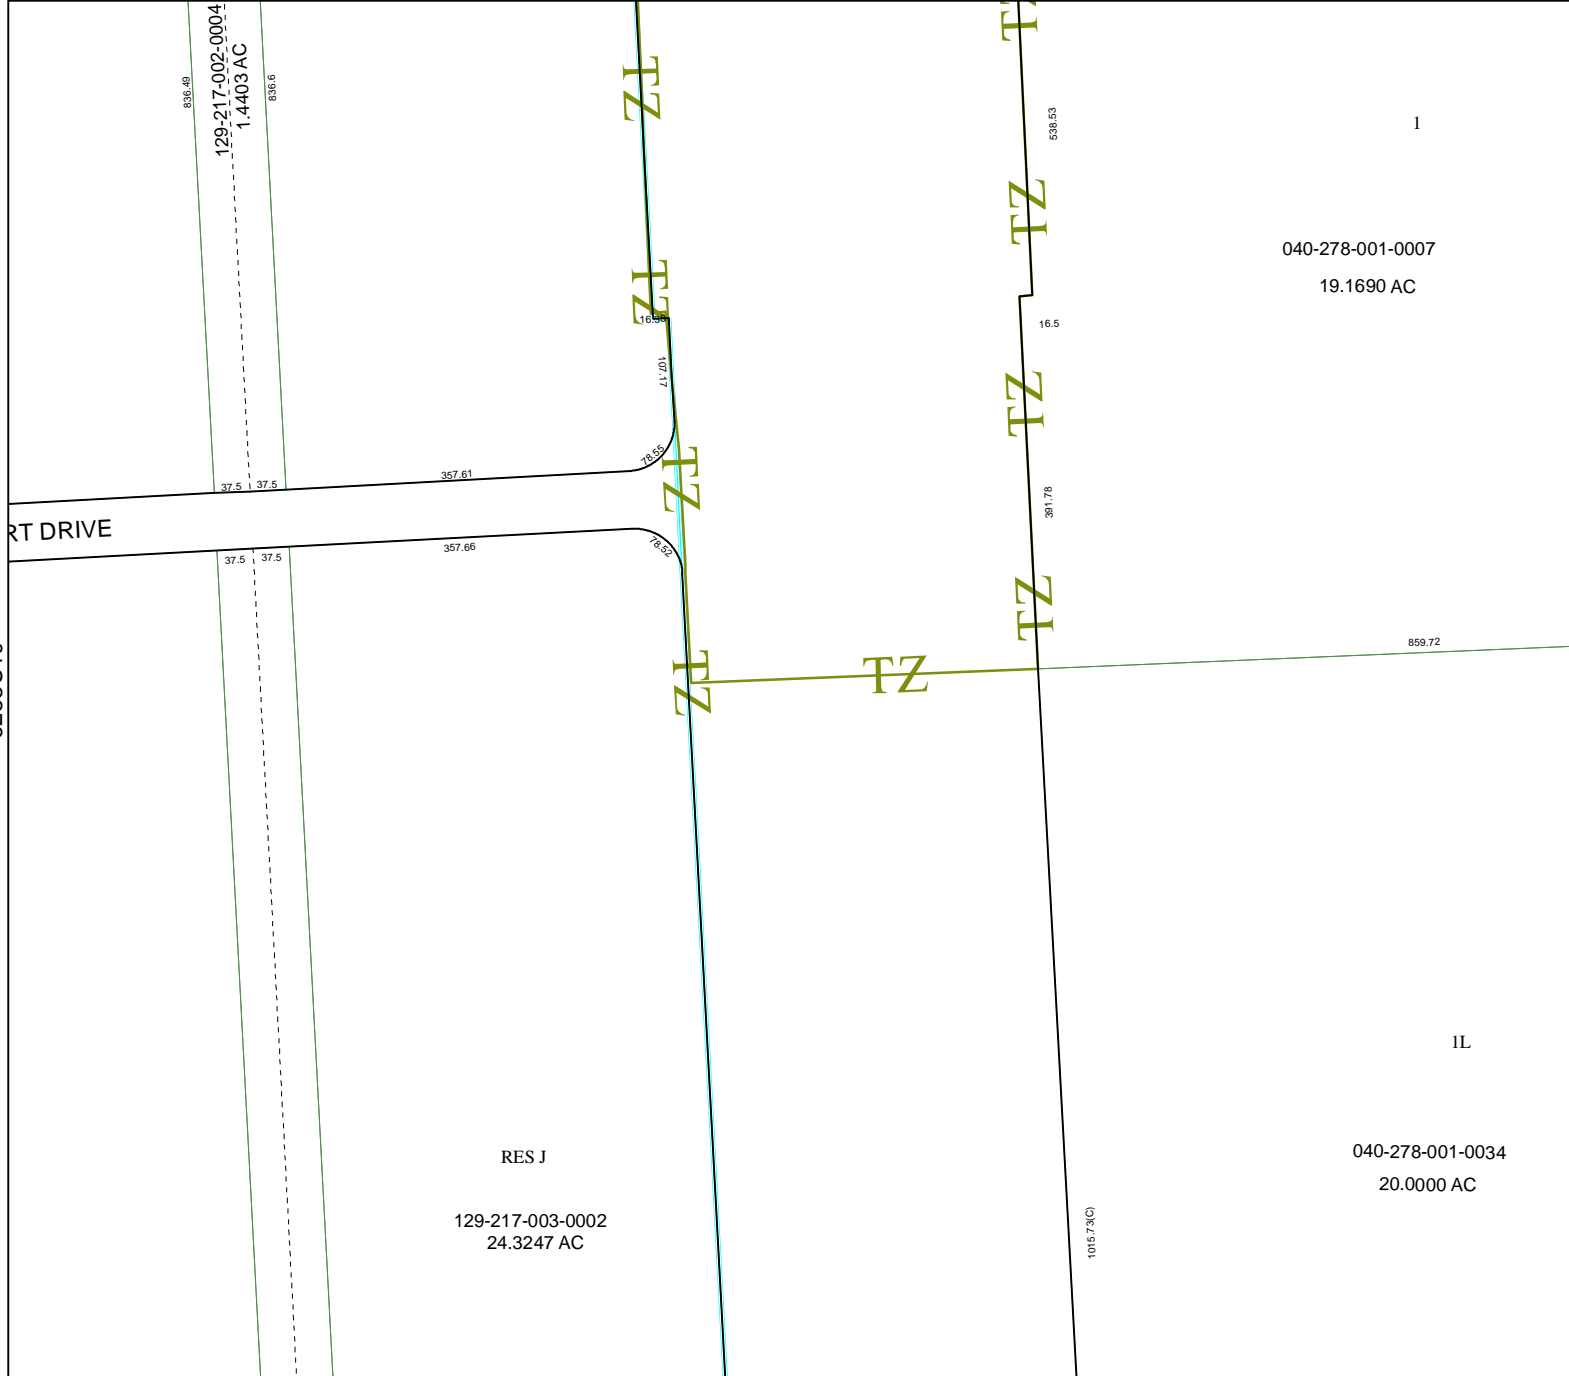 129-217-002-0004
1.4403 AC
836.49
836.6
TZ
TZ
538.53
1
TZ
040-278-001-0007
19.1690 AC
TZ
16.38
16.5
107.17
TZ
78.55
357.61
37.5
37.5
TZ
391.78
RT DRIVE
357.66
78.52
37.5
37.5
TZ
859.72
TZ
TZ
1L
RES J
040-278-001-0034
20.0000 AC
129-217-003-0002
24.3247 AC
1015.73(C)